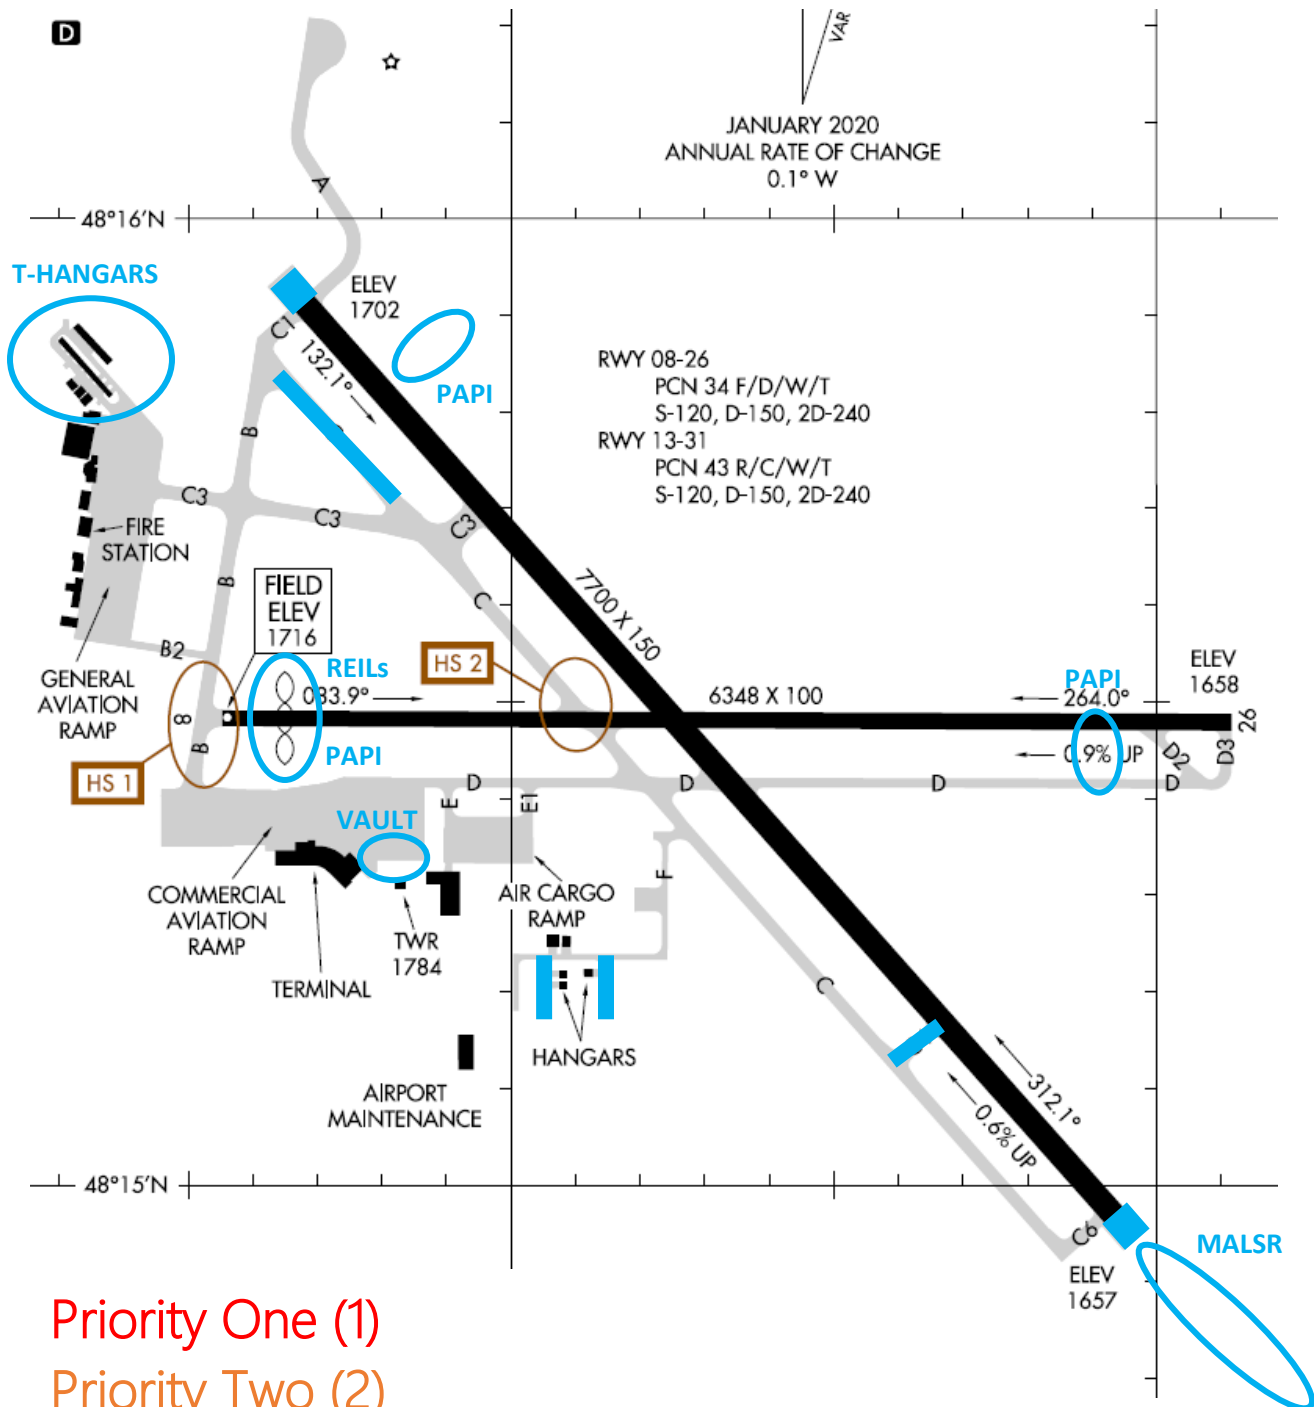 D
VAR
JANUARY 2020
ANNUAL RATE OF CHANGE
0.1° W
A
48°16'N
T-HANGARS
ELEV
1702
C1
132.1°
PAPI
RWY 08-26
PCN 34 F/D/W/T
S-120, D-150, 2D-240
RWY 13-31
PCN 43 R/C/W/T
S-120, D-150, 2D-240
B
C3
C3
C3
FIRE
STATION
B
FIELD
ELEV
1716
C
7700 X 150
B2
HS 2
REILs
GENERAL
AVIATION
RAMP
083.9°
6348 X 100
PAPI
264.0°
ELEV
1658
8
26
B
PAPI
0.9% UP
D2
D3
HS 1
D
D
D
D
E
E1
VAULT
F
COMMERCIAL
AVIATION
RAMP
AIR CARGO
RAMP
TWR
1784
TERMINAL
C
HANGARS
AIRPORT
MAINTENANCE
312.1°
0.6% UP
48°15'N
C6
MALSR
ELEV
1657
Priority One (1)
Priority Two (2)